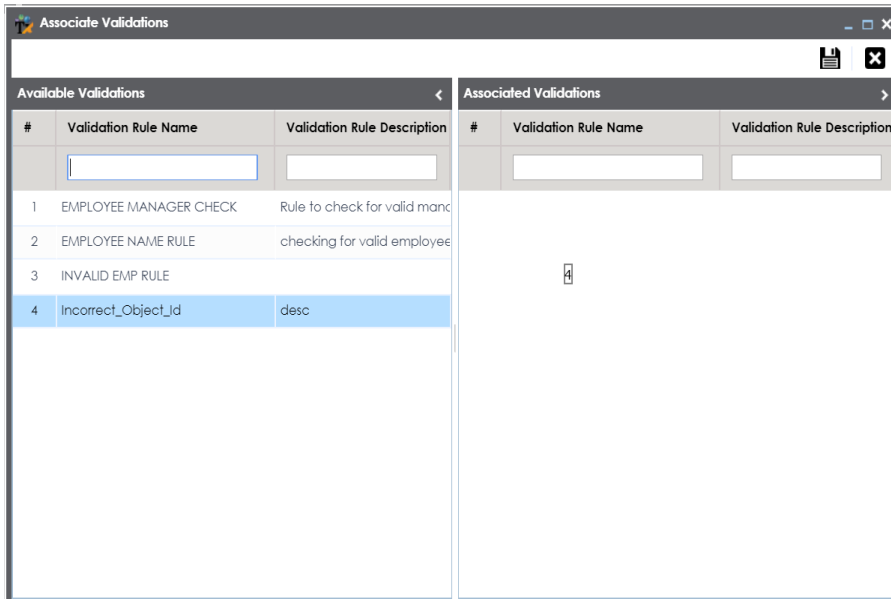 Associate Validations
Available Validations
Associated Validations
# Validation Rule Name Validation Rule Description
# Validation Rule Name Validation Rule Description
1 EMPLOYEE MANAGER CHECK Rule to check for valid mana
2 EMPLOYEE NAME RULE checking for valid employee
3 INVALID EMP RULE
4
4 Incorrect_Object_Id desc